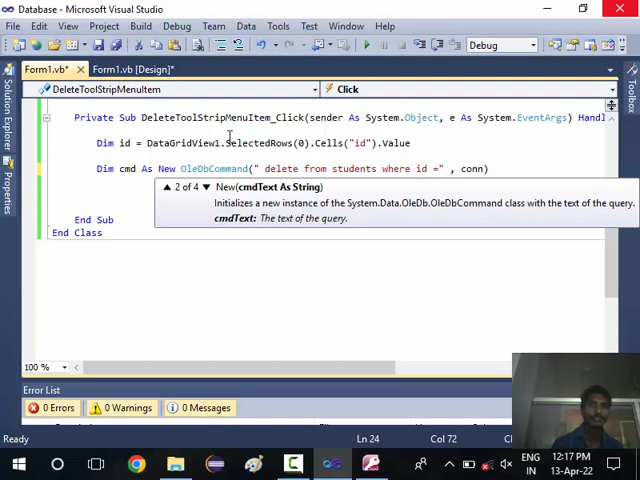 Database - Microsoft Visual Studio
File Edit View Project Build Debug Team Data Tools Test Window Help
Debug
Form1.vb* Form1.vb [Design]*
DeleteToolStripMenuItem Click
Private Sub DeleteToolStripMenuItem_Click(sender As System.Object, e As System.EventArgs) Handl
Dim id = DataGridView1.SelectedRows(0).Cells("id").Value
Dim cmd As New OleDbCommand(" delete from students where id =" , conn)
2 of 4 New(cmdText As String)
Initializes a new instance of the System.Data.OleDb.OleDbCommand class with the text of the query.
cmdText: The text of the query.
End Sub
End Class
Solution Explorer
Properties
Toolbox
100 %
Error List
0 Errors 0 Warnings 0 Messages
Ready Ln 24 Col 72
ENG
IN
12:17 PM
13-Apr-22